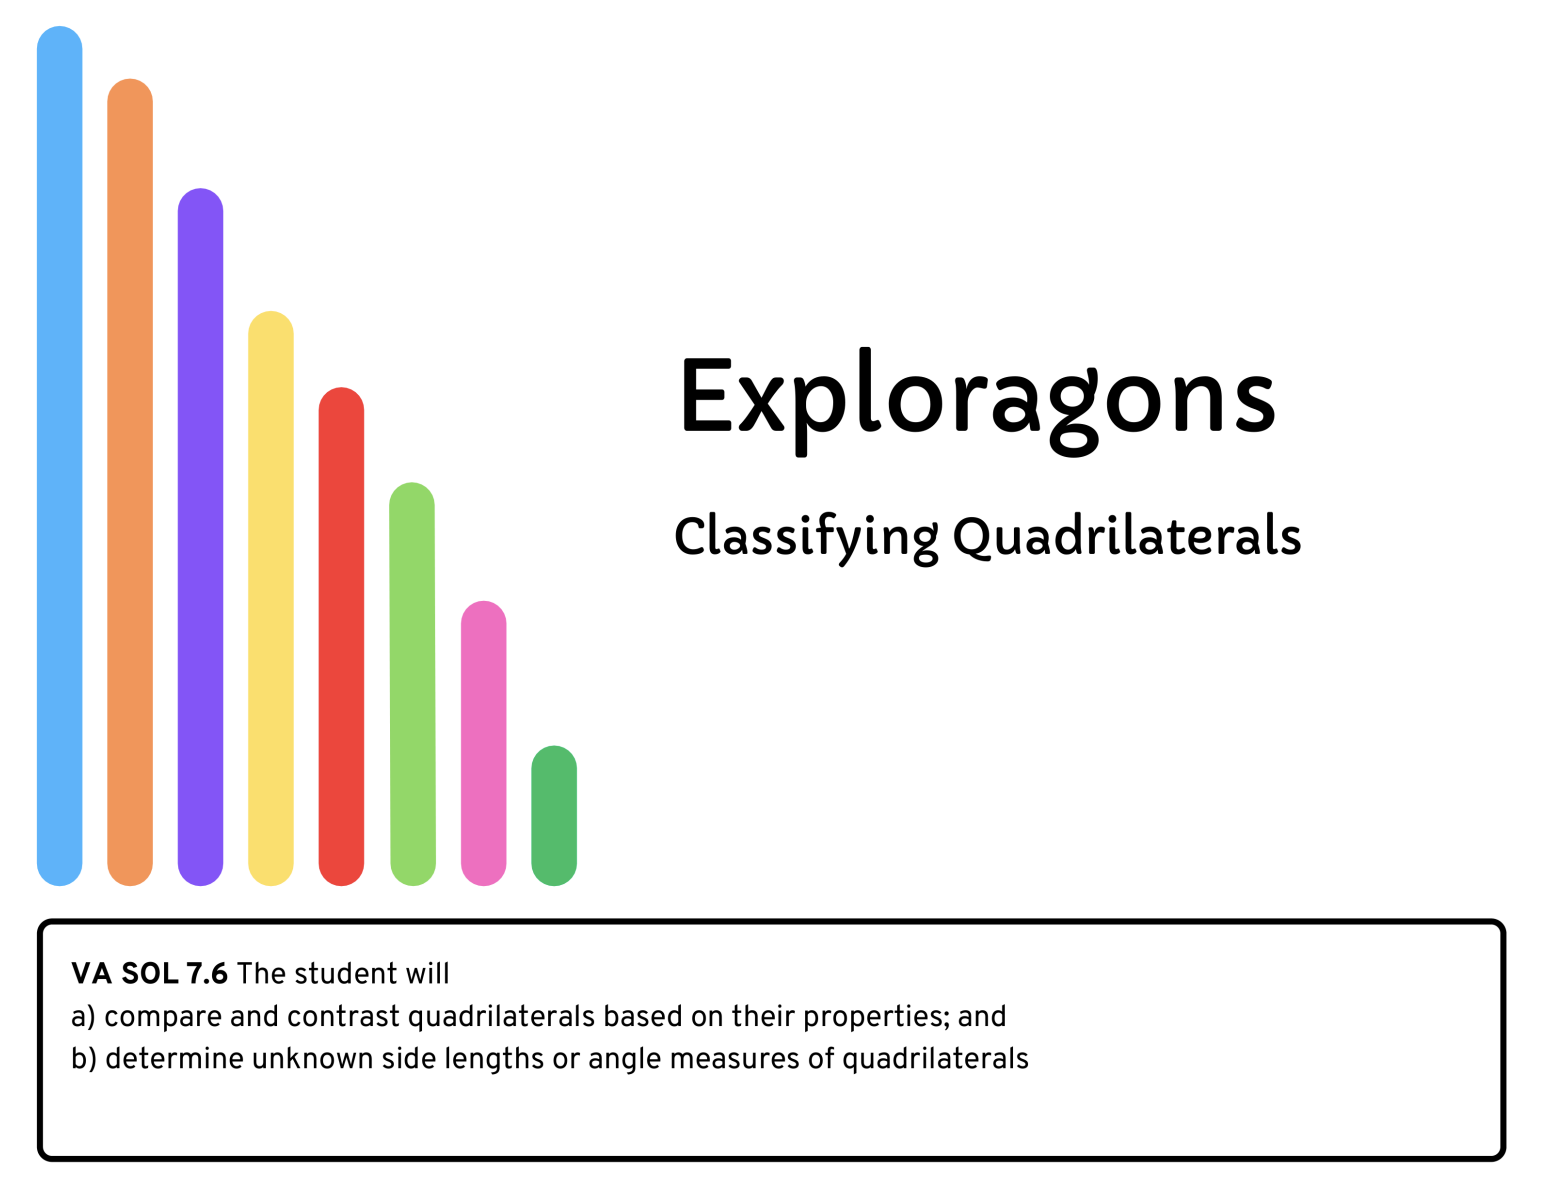 Exploragons
Classifying Quadrilaterals
VA SOL 7.6 The student will
a) compare and contrast quadrilaterals based on their properties; and
b) determine unknown side lengths or angle measures of quadrilaterals